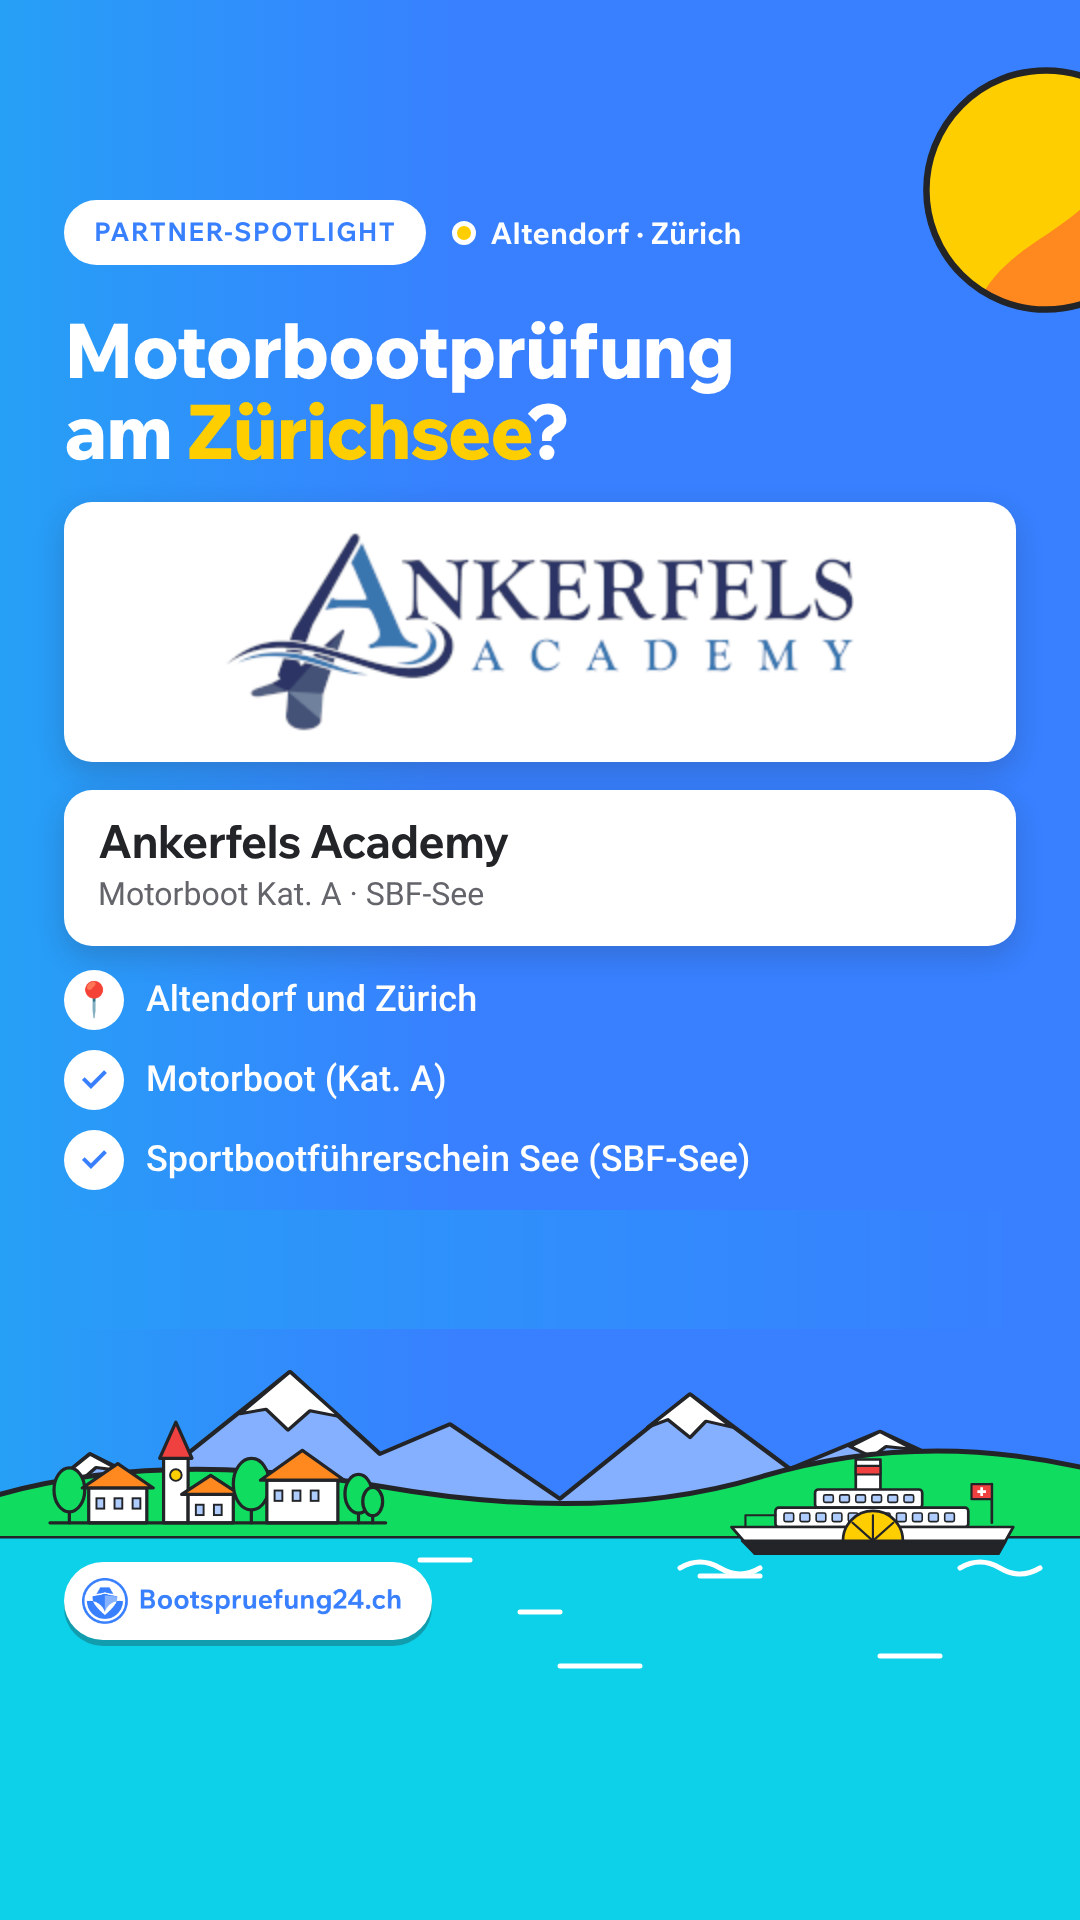 PARTNER-SPOTLIGHT
Altendorf · Zürich
Motorbootprüfung
am Zürichsee?
ANKERFELS
ACADEMY
Ankerfels Academy
Motorboot Kat. A · SBF-See
Altendorf und Zürich
Motorboot (Kat. A)
Sportbootführerschein See (SBF-See)
Bootspruefung24.ch